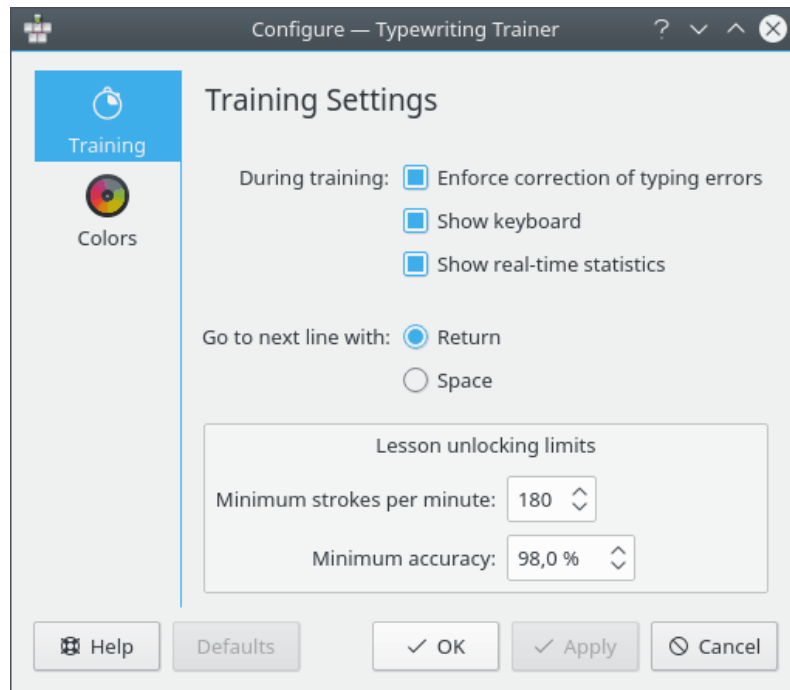 Configure — Typewriting Trainer
Training
Colors
Training Settings
During training: Enforce correction of typing errors
Show keyboard
Show real-time statistics
Go to next line with: Return
Space
Lesson unlocking limits
Minimum strokes per minute: 180
Minimum accuracy: 98,0 %
Help Defaults OK Apply Cancel